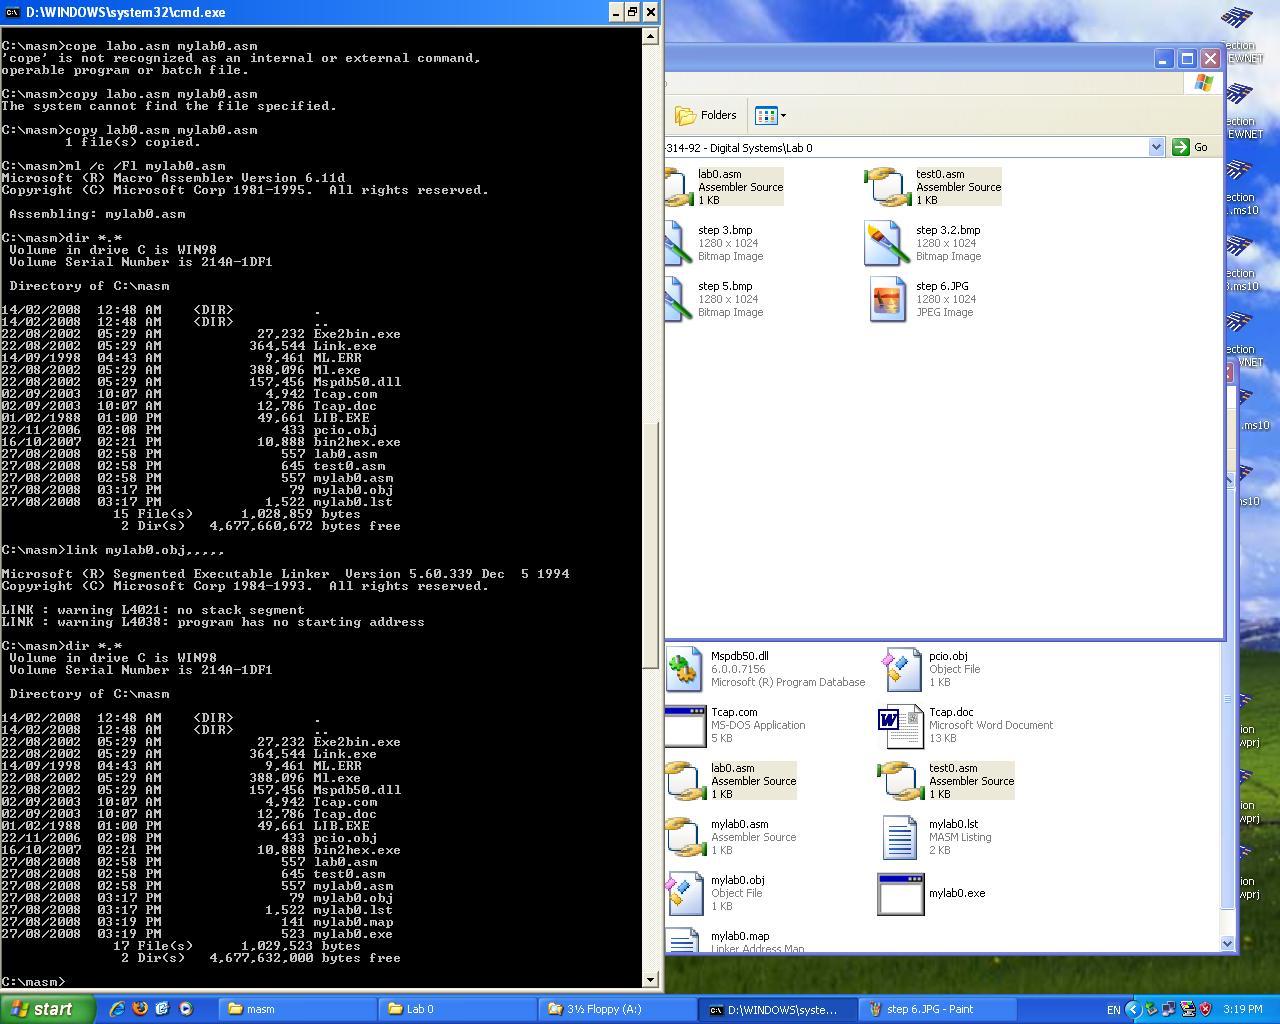 D:\WINDOWS\system32\cmd.exe
C:\masm>cope labo.asm mylab0.asm
'cope' is not recognized as an internal or external command,
operable program or batch file.
C:\masm>copy labo.asm mylab0.asm
The system cannot find the file specified.
C:\masm>copy lab0.asm mylab0.asm
1 file(s) copied.
C:\masm>ml /c /Fl mylab0.asm
Microsoft (R) Macro Assembler Version 6.11d
Copyright (C) Microsoft Corp 1981-1995.  All rights reserved.
Assembling: mylab0.asm
C:\masm>dir *.*
Volume in drive C is WIN98
Volume Serial Number is 214A-1DF1
Directory of C:\masm
14/02/2008  12:48 AM    <DIR>          .
14/02/2008  12:48 AM    <DIR>          ..
22/08/2002  05:29 AM            27,232 Exe2bin.exe
22/08/2002  05:29 AM           364,544 Link.exe
14/09/1998  04:43 AM             9,461 ML.ERR
22/08/2002  05:29 AM           388,096 Ml.exe
22/08/2002  05:29 AM           157,456 Mspdb50.dll
02/09/2003  10:07 AM             4,942 Tcap.com
02/09/2003  10:07 AM            12,786 Tcap.doc
01/02/1988  01:00 PM            49,661 LIB.EXE
22/11/2006  02:08 PM               433 pcio.obj
16/10/2007  02:21 PM            10,888 bin2hex.exe
27/08/2008  02:58 PM               557 lab0.asm
27/08/2008  02:58 PM               645 test0.asm
27/08/2008  02:58 PM               557 mylab0.asm
27/08/2008  03:17 PM                79 mylab0.obj
27/08/2008  03:17 PM             1,522 mylab0.lst
15 File(s)      1,028,859 bytes
2 Dir(s)   4,677,660,672 bytes free
C:\masm>link mylab0.obj,,,,,
Microsoft (R) Segmented Executable Linker  Version 5.60.339 Dec  5 1994
Copyright (C) Microsoft Corp 1984-1993.  All rights reserved.
LINK : warning L4021: no stack segment
LINK : warning L4038: program has no starting address
C:\masm>dir *.*
Volume in drive C is WIN98
Volume Serial Number is 214A-1DF1
Directory of C:\masm
14/02/2008  12:48 AM    <DIR>          .
14/02/2008  12:48 AM    <DIR>          ..
22/08/2002  05:29 AM            27,232 Exe2bin.exe
22/08/2002  05:29 AM           364,544 Link.exe
14/09/1998  04:43 AM             9,461 ML.ERR
22/08/2002  05:29 AM           388,096 Ml.exe
22/08/2002  05:29 AM           157,456 Mspdb50.dll
02/09/2003  10:07 AM             4,942 Tcap.com
02/09/2003  10:07 AM            12,786 Tcap.doc
01/02/1988  01:00 PM            49,661 LIB.EXE
22/11/2006  02:08 PM               433 pcio.obj
16/10/2007  02:21 PM            10,888 bin2hex.exe
27/08/2008  02:58 PM               557 lab0.asm
27/08/2008  02:58 PM               645 test0.asm
27/08/2008  02:58 PM               557 mylab0.asm
27/08/2008  03:17 PM                79 mylab0.obj
27/08/2008  03:17 PM             1,522 mylab0.lst
27/08/2008  03:19 PM               141 mylab0.map
27/08/2008  03:19 PM               523 mylab0.exe
17 File(s)      1,029,523 bytes
2 Dir(s)   4,677,632,000 bytes free
C:\masm>
Folders
-314-92 - Digital Systems\Lab 0
Go
lab0.asm
Assembler Source
1 KB
test0.asm
Assembler Source
1 KB
step 3.bmp
1280 x 1024
Bitmap Image
step 3.2.bmp
1280 x 1024
Bitmap Image
step 5.bmp
1280 x 1024
Bitmap Image
step 6.JPG
1280 x 1024
JPEG Image
Mspdb50.dll
6.0.0.7156
Microsoft (R) Program Database
pcio.obj
Object File
1 KB
Tcap.com
MS-DOS Application
5 KB
Tcap.doc
Microsoft Word Document
13 KB
lab0.asm
Assembler Source
1 KB
test0.asm
Assembler Source
1 KB
mylab0.asm
Assembler Source
1 KB
mylab0.lst
MASM Listing
2 KB
mylab0.obj
Object File
1 KB
mylab0.exe
mylab0.map
Linker Address Map
ection
EWNET
ection
EWNET
ection
.ms10
ection
.ms10
ection
WNET
.ms10
s10
ion
wprj
ion
wprj
ion
wprj
start
masm
Lab 0
3½ Floppy (A:)
D:\WINDOWS\syste...
step 6.JPG - Paint
EN
3:19 PM